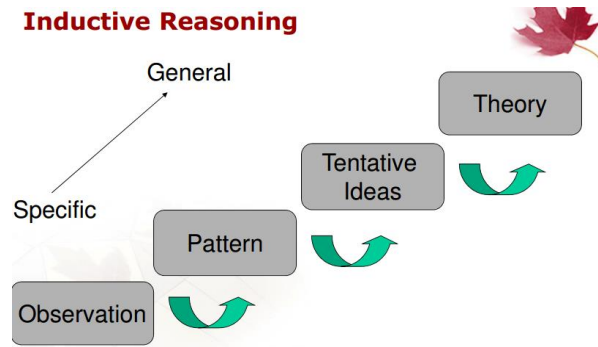 Inductive Reasoning
General
Theory
Tentative
Ideas
Specific
Pattern
Observation